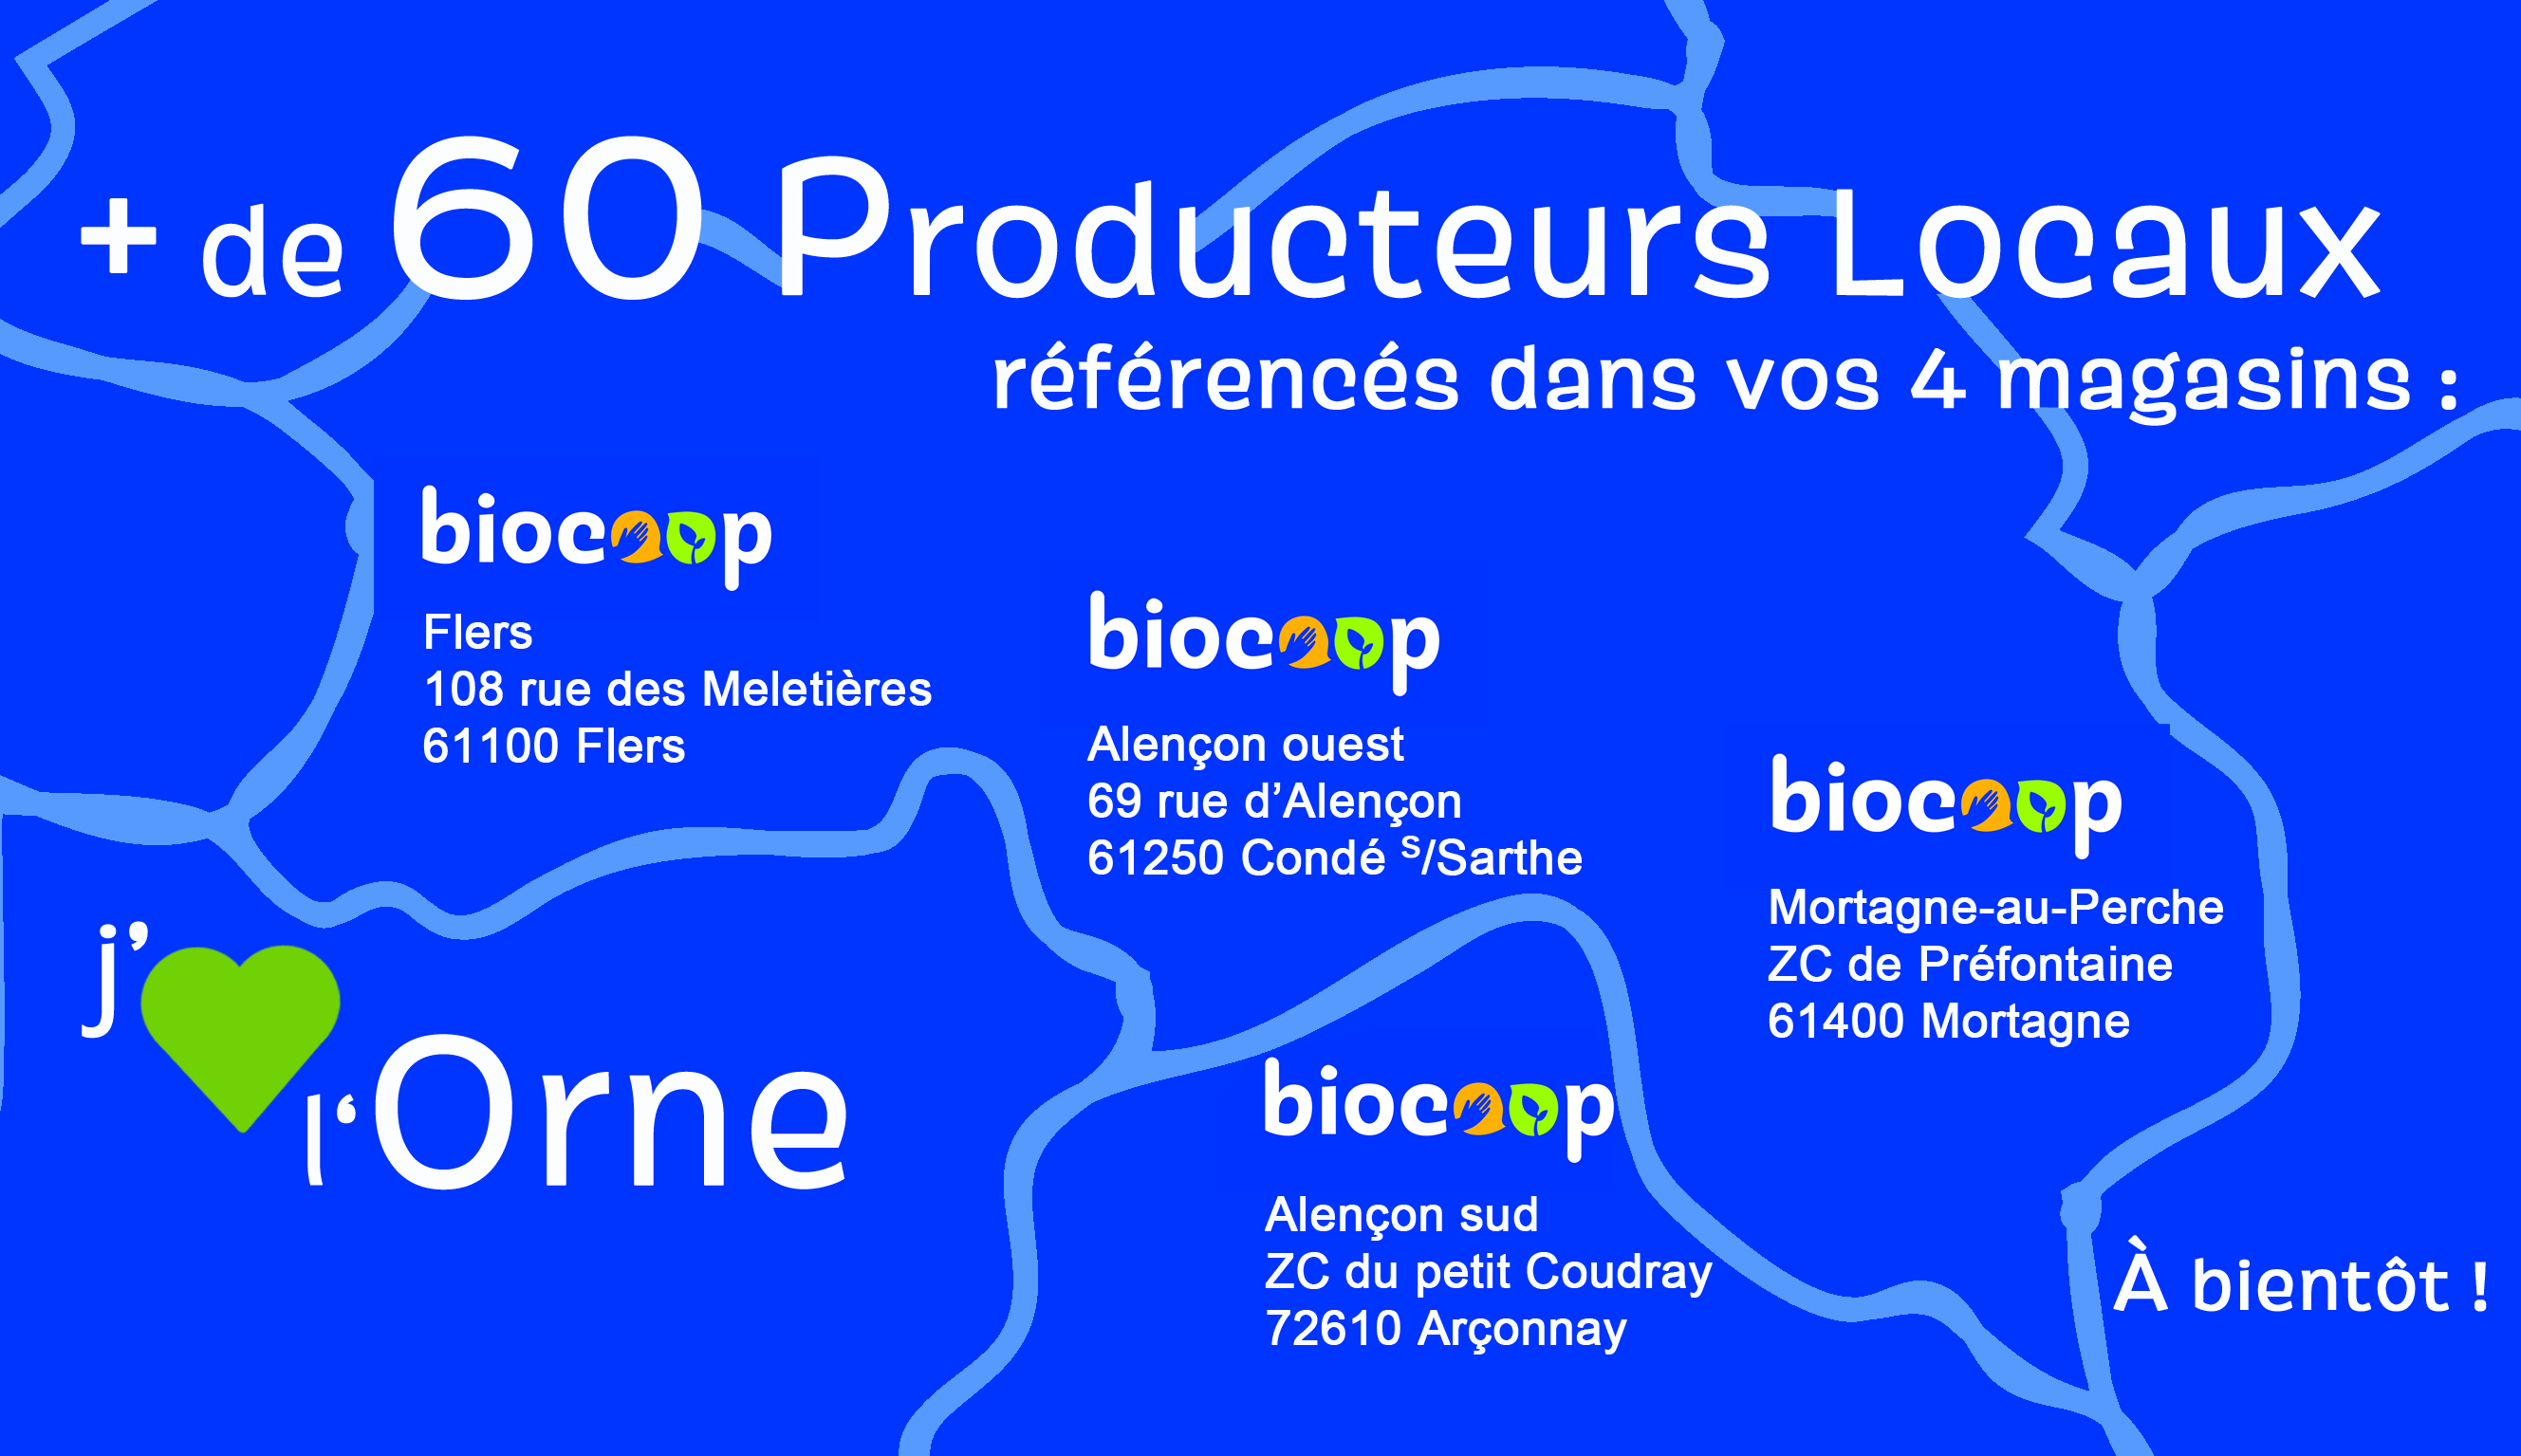 + de 60 Producteurs Locaux
référencés dans vos 4 magasins :
biocoop
Flers
108 rue des Meletières
61100 Flers
biocoop
Alençon ouest
69 rue d’Alençon
61250 Condé S/Sarthe
biocoop
Mortagne-au-Perche
ZC de Préfontaine
61400 Mortagne
biocoop
Alençon sud
ZC du petit Coudray
72610 Arçonnay
j’
l‘Orne
À bientôt !